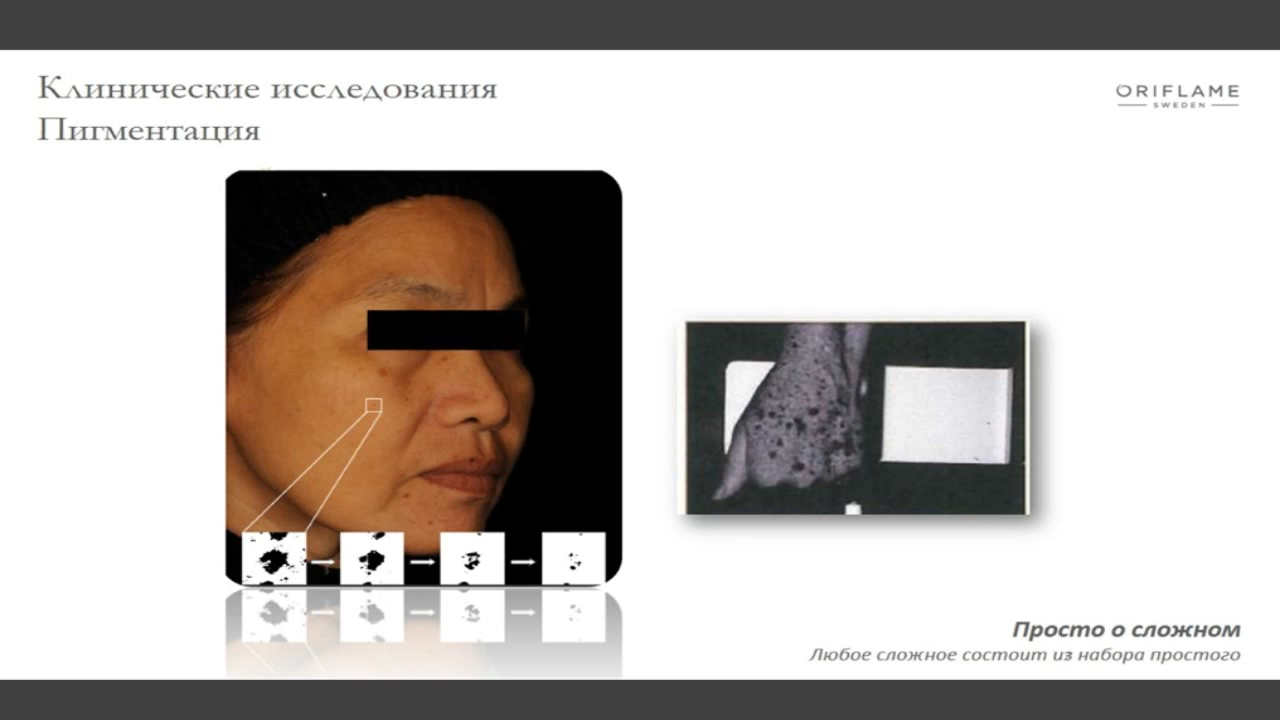 Клинические исследования
Пигментация
ORIFLAME
SWEDEN
Просто о сложном
Любое сложное состоит из набора простого